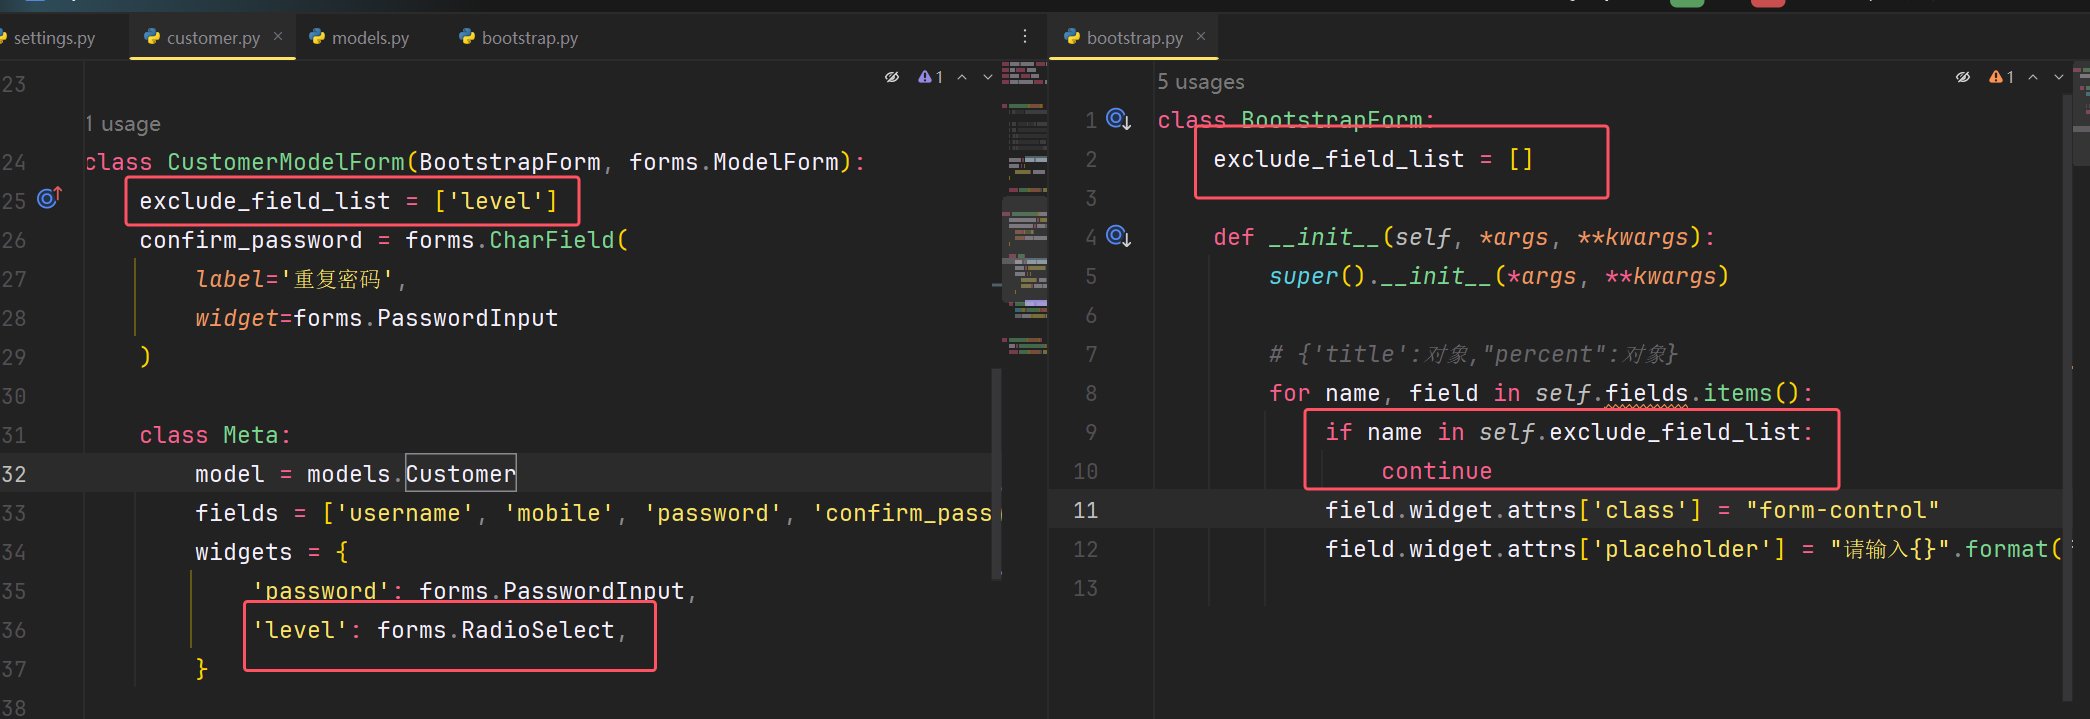 settings.py
customer.py
models.py
bootstrap.py
1
23
1 usage
24 class CustomerModelForm(BootstrapForm, forms.ModelForm):
25 exclude_field_list = ['level']
26 confirm_password = forms.CharField(
27 label='重复密码',
28 widget=forms.PasswordInput
29 )
30
31 class Meta:
32 model = models.Customer
33 fields = ['username', 'mobile', 'password', 'confirm_pass
34 widgets = {
35 'password': forms.PasswordInput,
36 'level': forms.RadioSelect,
37 }
38
bootstrap.py
1
5 usages
1 class BootstrapForm:
2 exclude_field_list = []
3
4 def __init__(self, *args, **kwargs):
5 super().__init__(*args, **kwargs)
6
7 # {'title':对象,"percent":对象}
8 for name, field in self.fields.items():
9 if name in self.exclude_field_list:
10 continue
11 field.widget.attrs['class'] = "form-control"
12 field.widget.attrs['placeholder'] = "请输入{}".format(
13